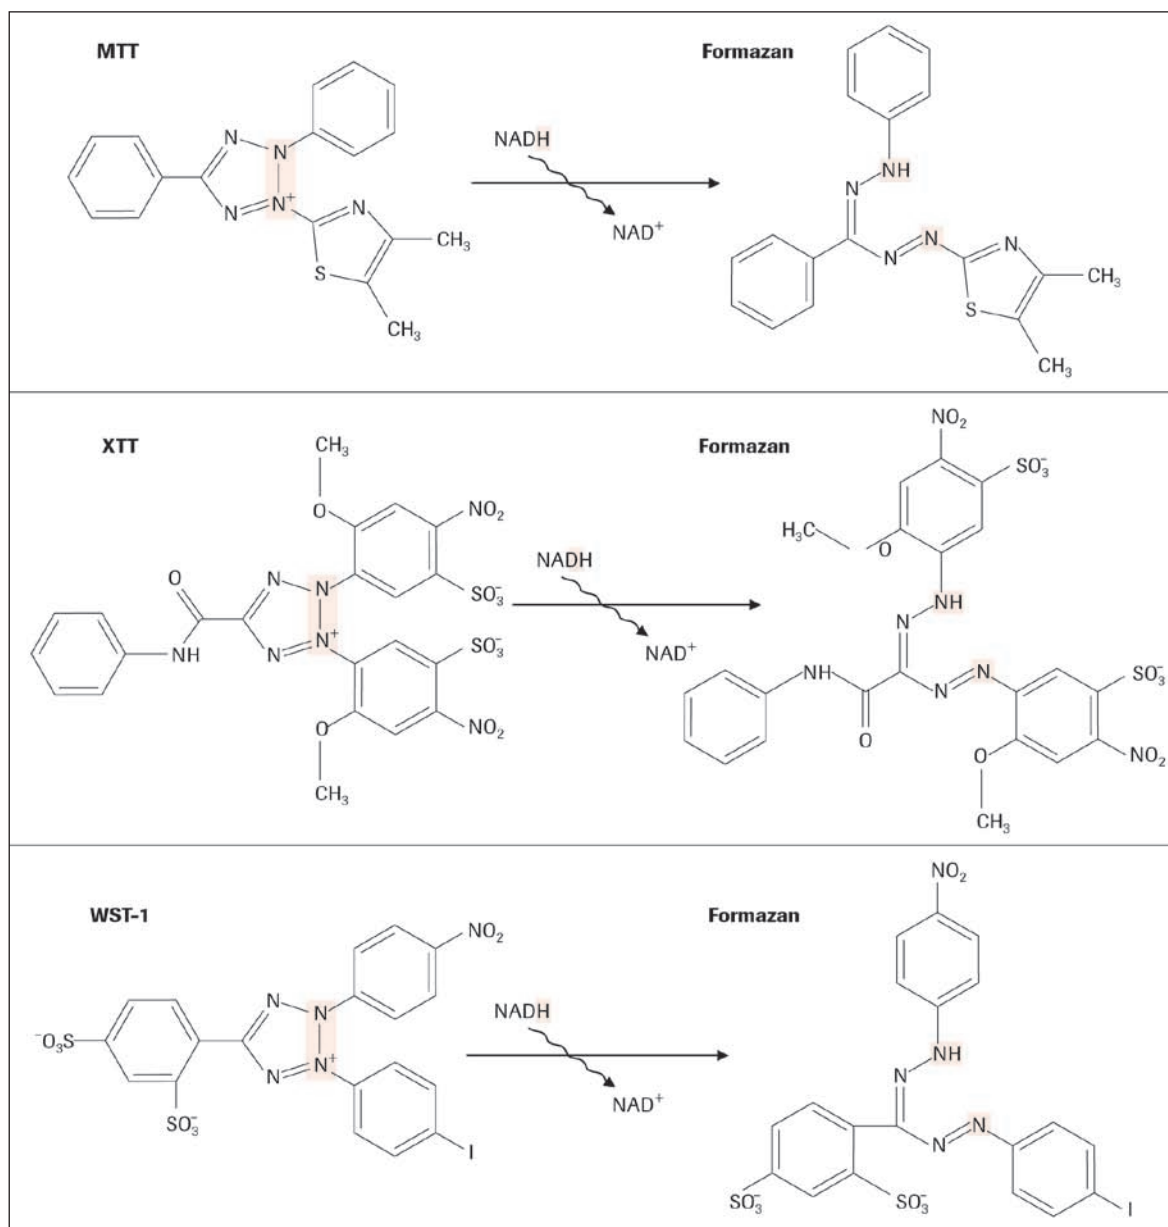 MTT
Formazan
N
N
N
N⁺
N
S
CH₃
CH₃
NADH
NAD⁺
NH
N
N
N
N
S
CH₃
CH₃
XTT
Formazan
CH₃
O
NO₂
SO₃⁻
O
NH
N
N
N
N⁺
SO₃⁻
NO₂
O
CH₃
NADH
NAD⁺
NO₂
SO₃⁻
H₃C
O
NH
N
NH
O
N
N
SO₃⁻
NO₂
O
CH₃
WST-1
Formazan
NO₂
N
N
N
N⁺
⁻O₃S
SO₃⁻
I
NADH
NAD⁺
NO₂
NH
N
N
N
SO₃⁻
SO₃⁻
I